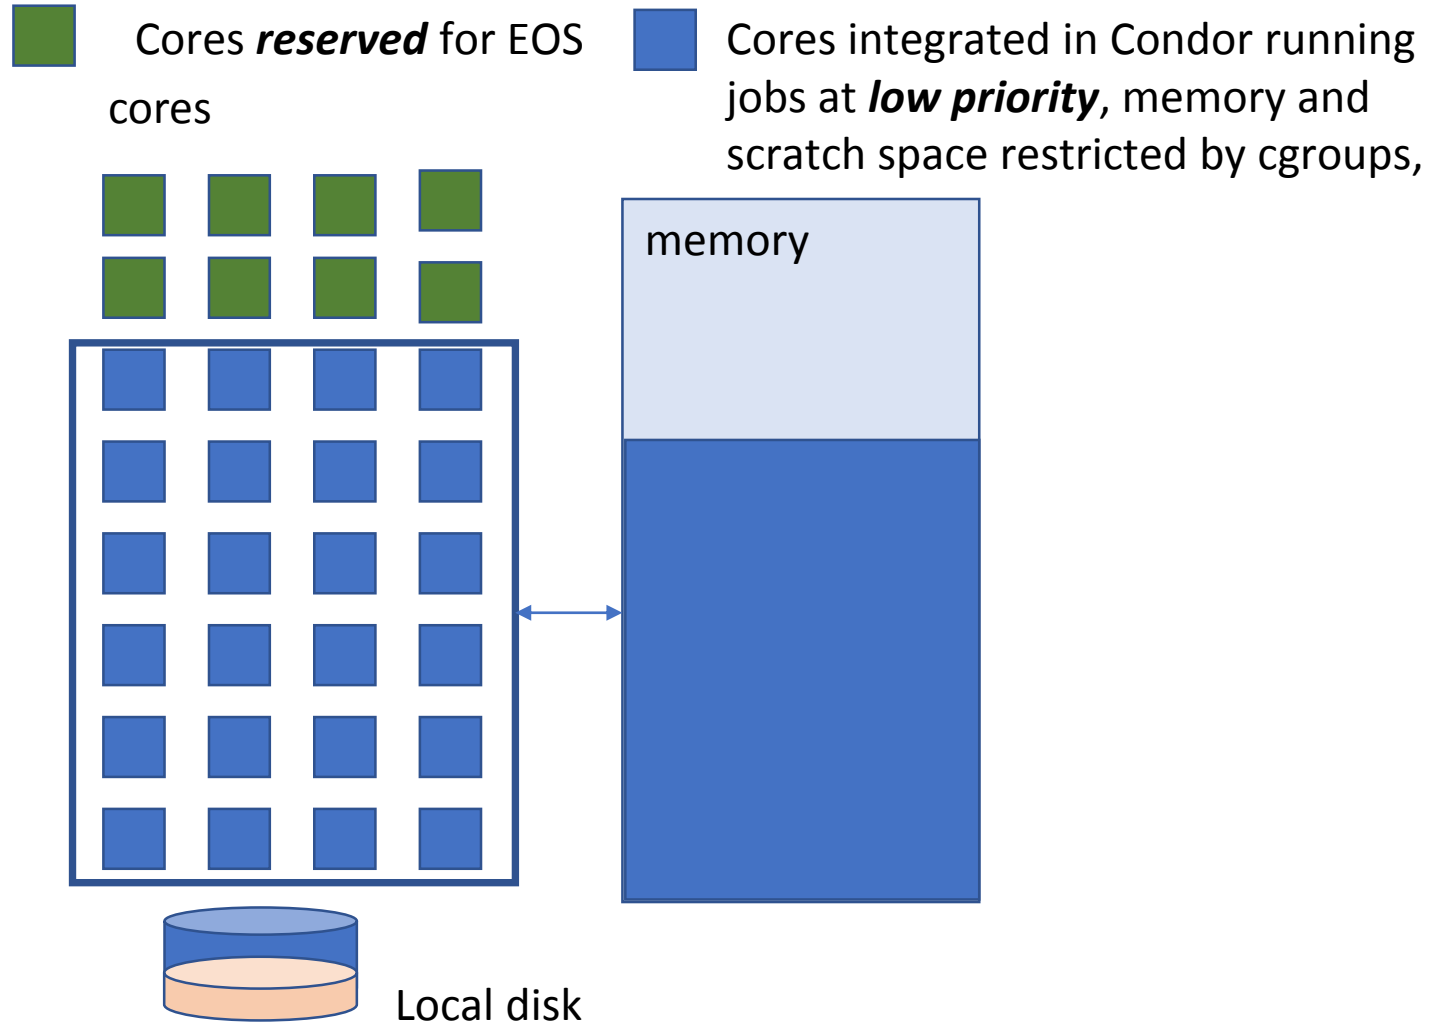 Cores reserved for EOS
cores
Cores integrated in Condor running
jobs at low priority, memory and
scratch space restricted by cgroups,
memory
Local disk